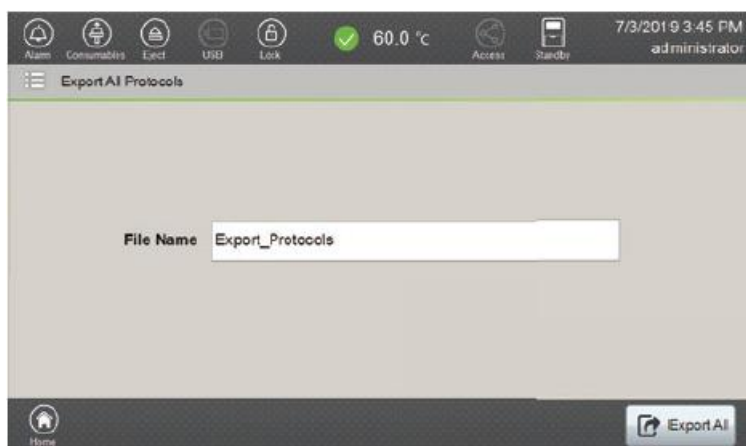 Alarm Consumables Eject USB Lock 60.0 °c Access Standby 7/3/2019 3:45 PM
administrator
Export All Protocols
File Name Export_Protocols
Home Export All